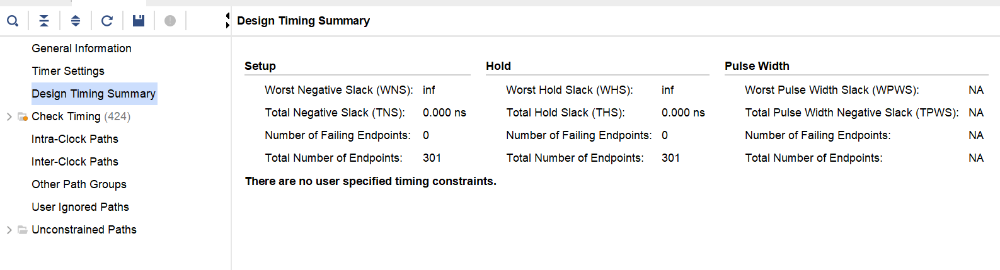 Design Timing Summary
General Information
Timer Settings
Design Timing Summary
Check Timing (424)
Intra-Clock Paths
Inter-Clock Paths
Other Path Groups
User Ignored Paths
Unconstrained Paths
Setup
Worst Negative Slack (WNS): inf
Total Negative Slack (TNS): 0.000 ns
Number of Failing Endpoints: 0
Total Number of Endpoints: 301
Hold
Worst Hold Slack (WHS): inf
Total Hold Slack (THS): 0.000 ns
Number of Failing Endpoints: 0
Total Number of Endpoints: 301
Pulse Width
Worst Pulse Width Slack (WPWS): NA
Total Pulse Width Negative Slack (TPWS): NA
Number of Failing Endpoints: NA
Total Number of Endpoints: NA
There are no user specified timing constraints.